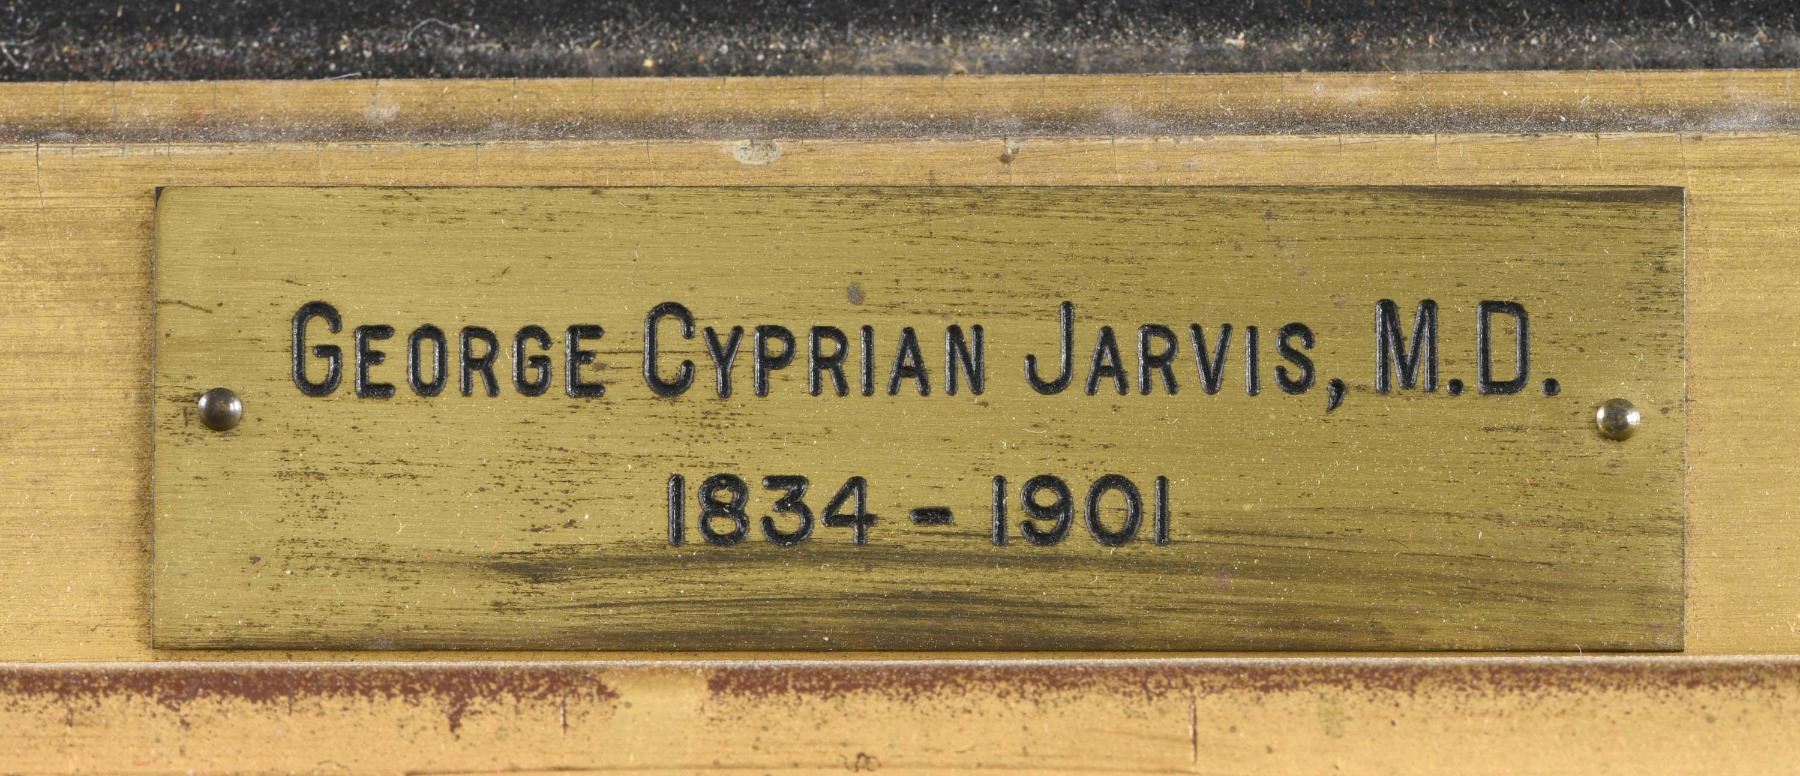 George Cyprian Jarvis, M.D.
1834 - 1901